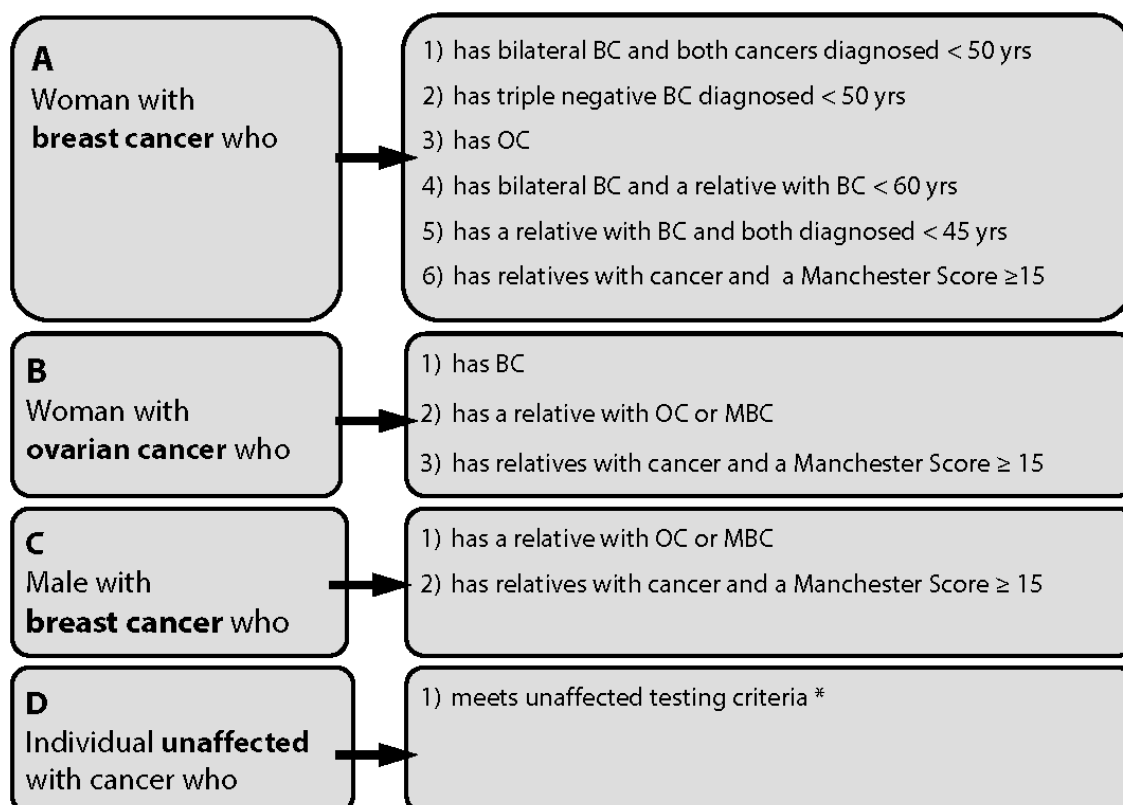 A
Woman with
breast cancer who
1) has bilateral BC and both cancers diagnosed < 50 yrs
2) has triple negative BC diagnosed < 50 yrs
3) has OC
4) has bilateral BC and a relative with BC < 60 yrs
5) has a relative with BC and both diagnosed < 45 yrs
6) has relatives with cancer and a Manchester Score ≥15
B
Woman with
ovarian cancer who
1) has BC
2) has a relative with OC or MBC
3) has relatives with cancer and a Manchester Score ≥ 15
C
Male with
breast cancer who
1) has a relative with OC or MBC
2) has relatives with cancer and a Manchester Score ≥ 15
D
Individual unaffected
with cancer who
1) meets unaffected testing criteria *